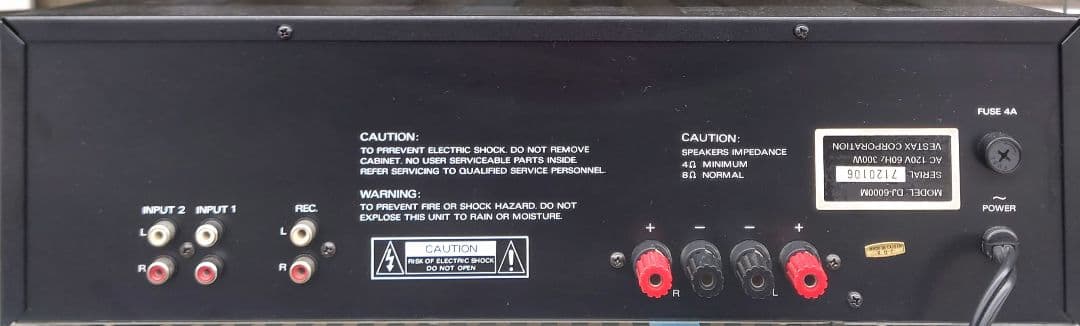 INPUT 2 INPUT 1
L
R
REC.
L
R
CAUTION:
TO PRREVENT ELECTRIC SHOCK. DO NOT REMOVE
CABINET. NO USER SERVICEABLE PARTS INSIDE
REFER SERVICING TO QUALIFIED SERVICE PERSONNEL.
WARNING:
TO PREVENT FIRE OR SHOCK HAZARD. DO NOT
EXPLOSE THIS UNIT TO RAIN OR MOISTURE.
CAUTION
RISK OF ELECTRIC SHOCK
DO NOT OPEN
CAUTION:
SPEAKERS IMPEDANCE
4Ω MINIMUM
8Ω NORMAL
+ − − +
R L
MODEL. DJ-6000M
SERIAL 7120106
AC 120V 60Hz 300W
VESTAX CORPORATION
FUSE 4A
~
POWER